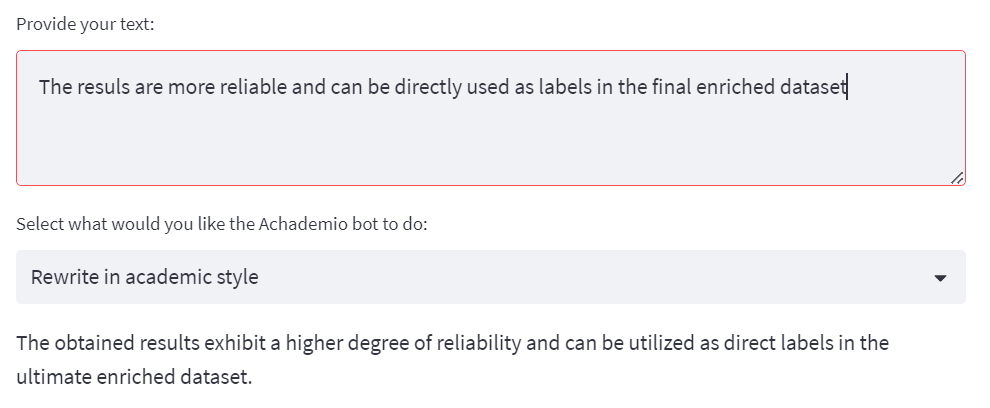 Provide your text:
The resuls are more reliable and can be directly used as labels in the final enriched dataset
Select what would you like the Achademio bot to do:
Rewrite in academic style
The obtained results exhibit a higher degree of reliability and can be utilized as direct labels in the
ultimate enriched dataset.